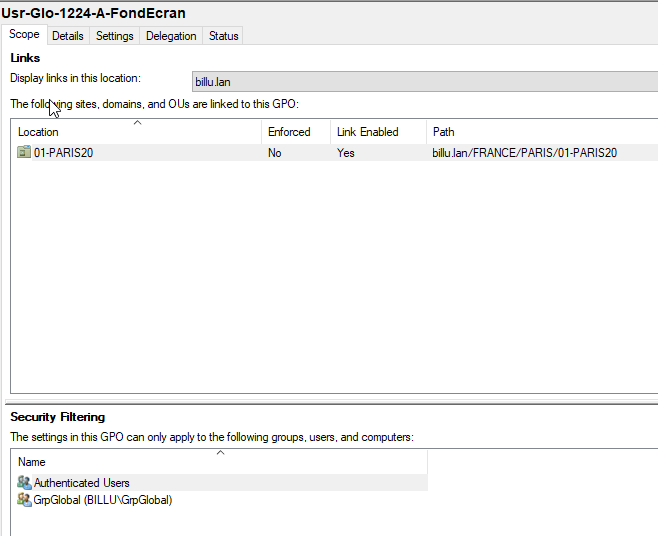 Usr-Glo-1224-A-FondEcran
Scope Details Settings Delegation Status
Links
Display links in this location: billu.lan
The following sites, domains, and OUs are linked to this GPO:
Location Enforced Link Enabled Path
01-PARIS20 No Yes billu.lan/FRANCE/PARIS/01-PARIS20
Security Filtering
The settings in this GPO can only apply to the following groups, users, and computers:
Name
Authenticated Users
GrpGlobal (BILLU\GrpGlobal)